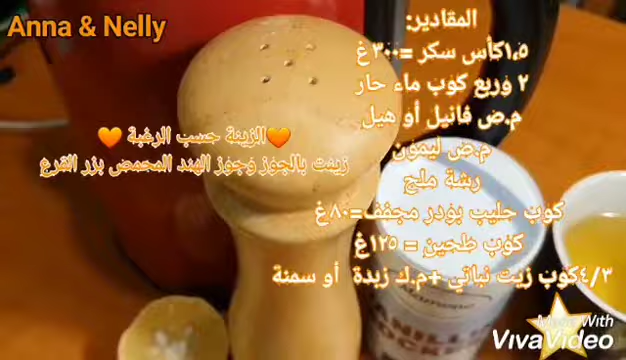 Anna & Nelly
المقادير:
١،٥كأس سكر =٣٠٠غ
٢ وربع كوب ماء حار
م.ض فانيل أو هيل
م.ض ليمون
رشة ملح
كوب حليب بودر مجفف=٨٠غ
كوب طحين = ١٢٥غ
٤/٣كوب زيت نباتي +م.ك زبدة أو سمنة
🧡الزينة حسب الرغبة 🧡
زينت بالجوز وجوز الهند المحمص بزر القرع
Made With
VivaVideo